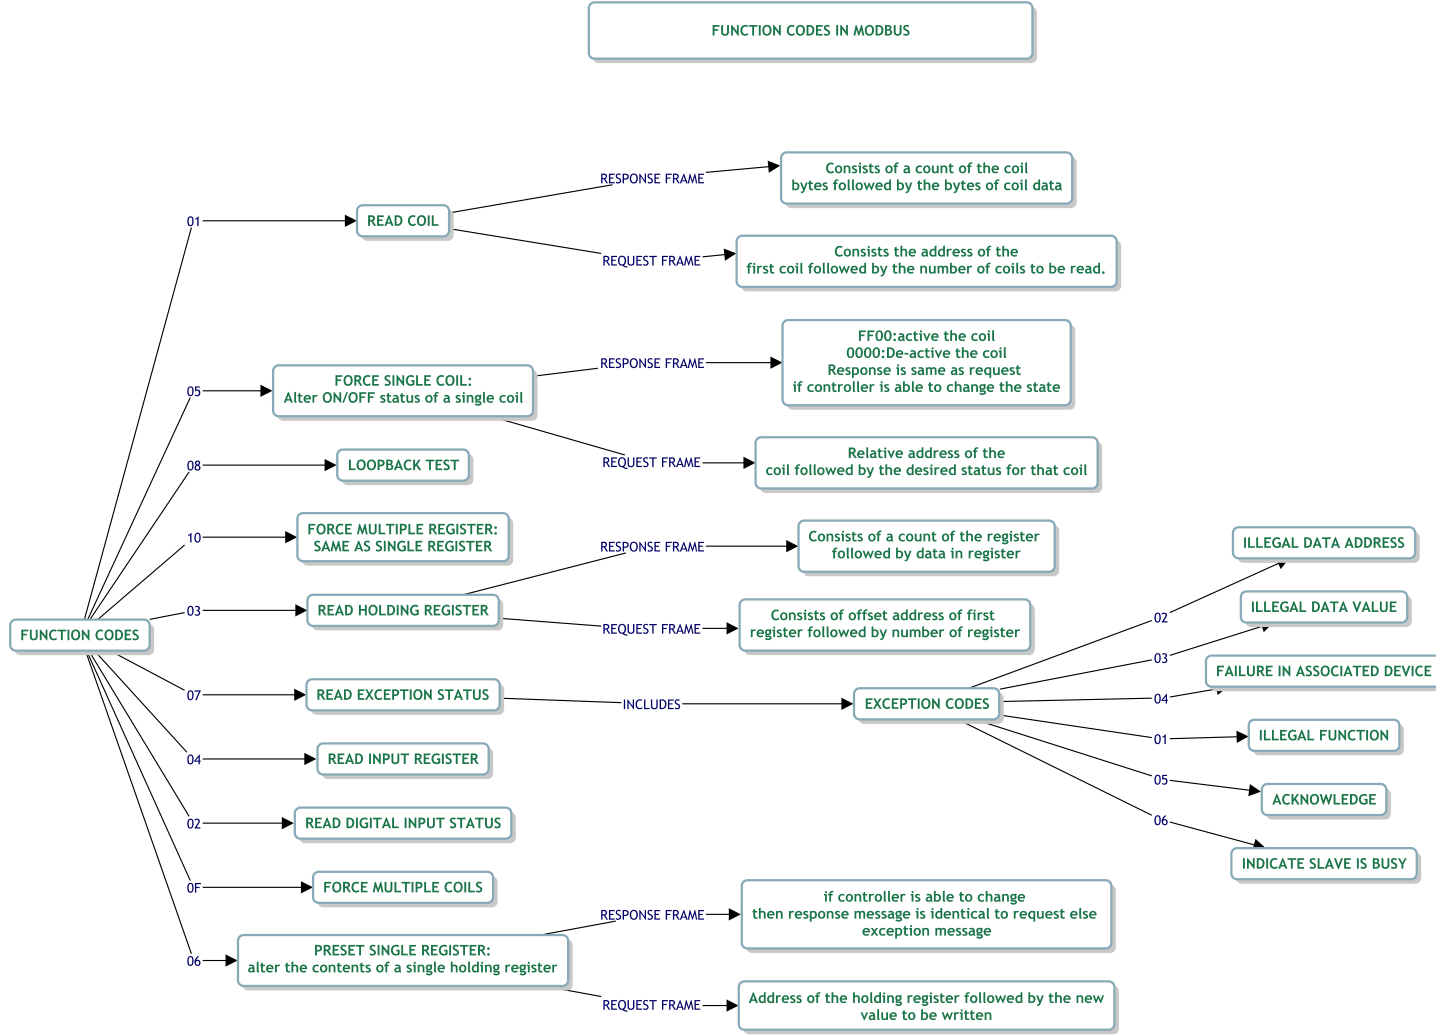 FUNCTION CODES IN MODBUS
FUNCTION CODES
01
READ COIL
RESPONSE FRAME
Consists of a count of the coil
bytes followed by the bytes of coil data
REQUEST FRAME
Consists the address of the
first coil followed by the number of coils to be read.
05
FORCE SINGLE COIL:
Alter ON/OFF status of a single coil
RESPONSE FRAME
FF00:active the coil
0000:De-active the coil
Response is same as request
if controller is able to change the state
REQUEST FRAME
Relative address of the
coil followed by the desired status for that coil
08
LOOPBACK TEST
10
FORCE MULTIPLE REGISTER:
SAME AS SINGLE REGISTER
03
READ HOLDING REGISTER
RESPONSE FRAME
Consists of a count of the register
followed by data in register
REQUEST FRAME
Consists of offset address of first
register followed by number of register
07
READ EXCEPTION STATUS
INCLUDES
EXCEPTION CODES
02
ILLEGAL DATA ADDRESS
03
ILLEGAL DATA VALUE
04
FAILURE IN ASSOCIATED DEVICE
01
ILLEGAL FUNCTION
05
ACKNOWLEDGE
06
INDICATE SLAVE IS BUSY
04
READ INPUT REGISTER
02
READ DIGITAL INPUT STATUS
0F
FORCE MULTIPLE COILS
06
PRESET SINGLE REGISTER:
alter the contents of a single holding register
RESPONSE FRAME
if controller is able to change
then response message is identical to request else
exception message
REQUEST FRAME
Address of the holding register followed by the new
value to be written